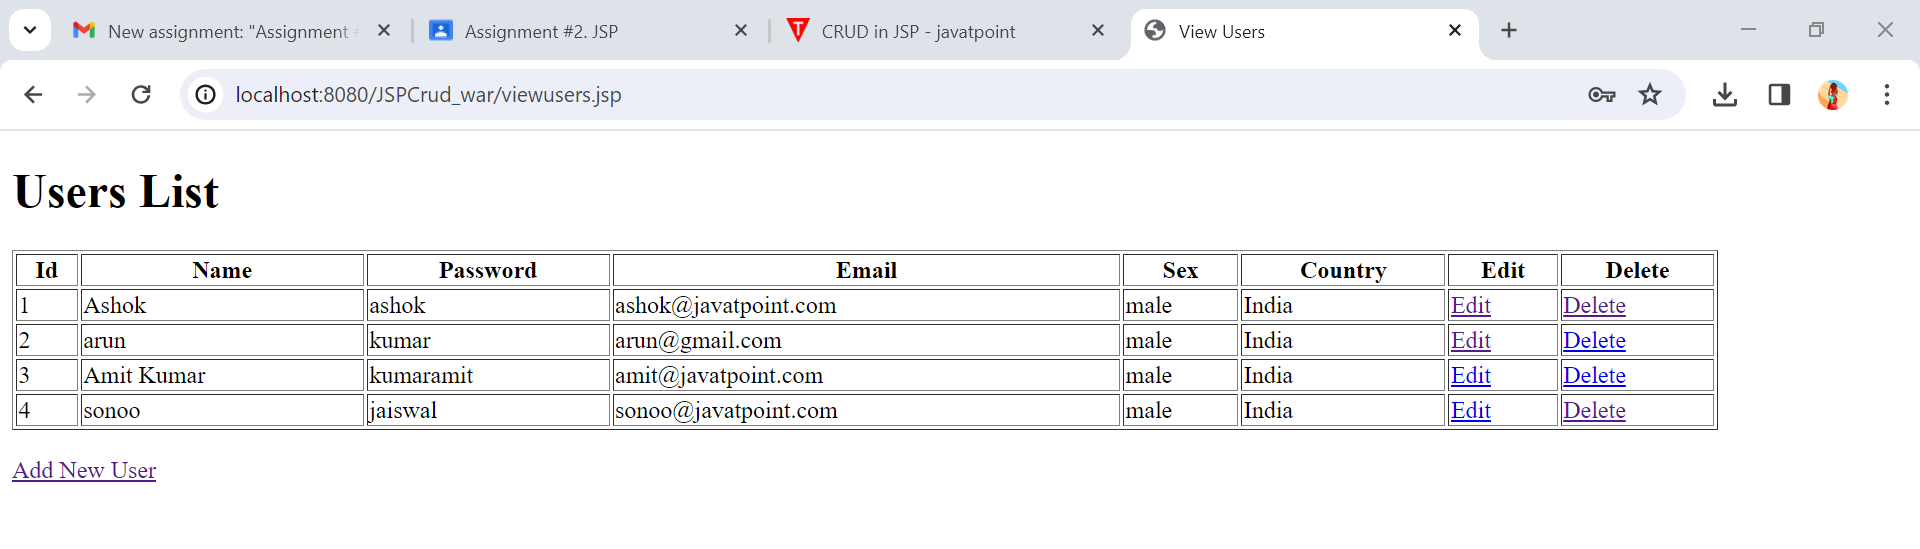 New assignment: "Assignment
Assignment #2. JSP
CRUD in JSP - javatpoint
View Users
localhost:8080/JSPCrud_war/viewusers.jsp
Users List
Id Name Password Email Sex Country Edit Delete
1 Ashok ashok ashok@javatpoint.com male India Edit Delete
2 arun kumar arun@gmail.com male India Edit Delete
3 Amit Kumar kumaramit amit@javatpoint.com male India Edit Delete
4 sonoo jaiswal sonoo@javatpoint.com male India Edit Delete
Add New User